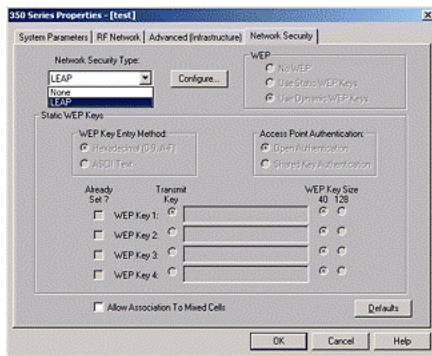 350 Series Properties - [test]
System Parameters RF Network Advanced (Infrastructure) Network Security
Network Security Type:
LEAP
Configure...
None
LEAP
WEP
No WEP
Use Static WEP Keys
Use Dynamic WEP Keys
Static WEP Keys
WEP Key Entry Method:
Hexadecimal (0-9, A-F)
ASCII Text
Access Point Authentication:
Open Authentication
Shared Key Authentication
Already Set ? Transmit Key WEP Key Size
40 128
WEP Key 1:
WEP Key 2:
WEP Key 3:
WEP Key 4:
Allow Association To Mixed Cells
Defaults
OK Cancel Help